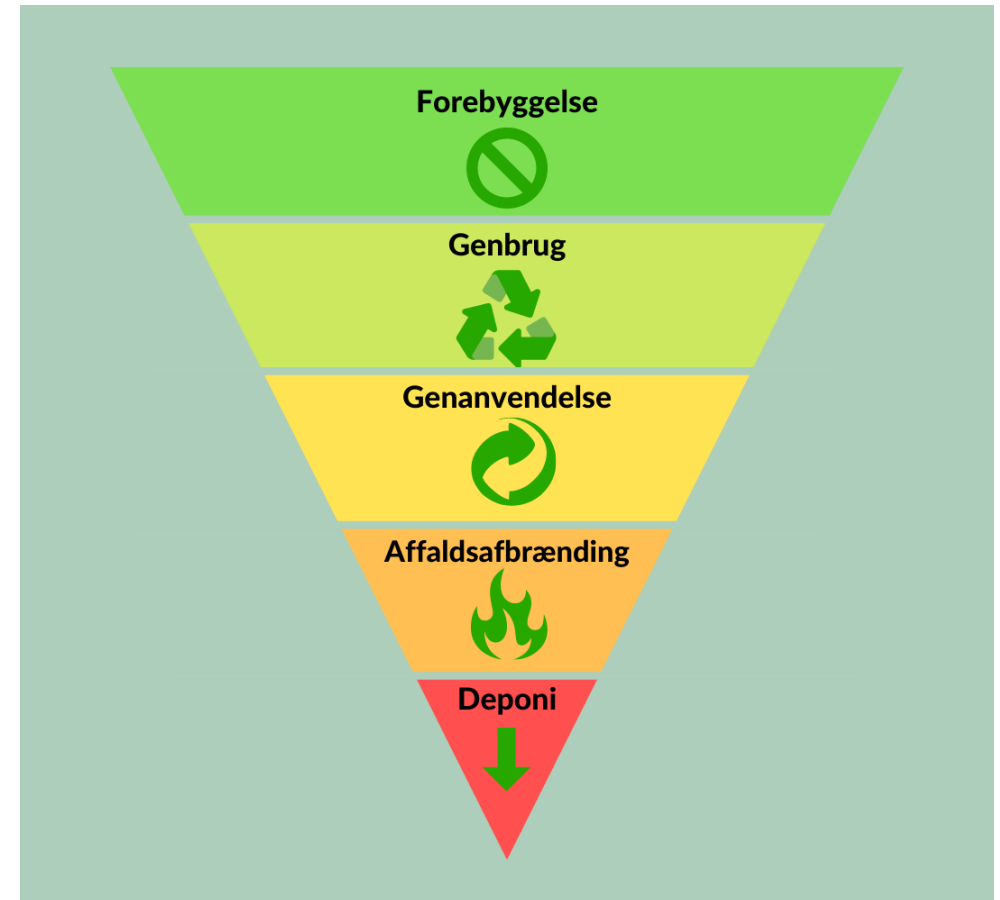 Forebyggelse
Genbrug
Genanvendelse
Affaldsafbrænding
Deponi